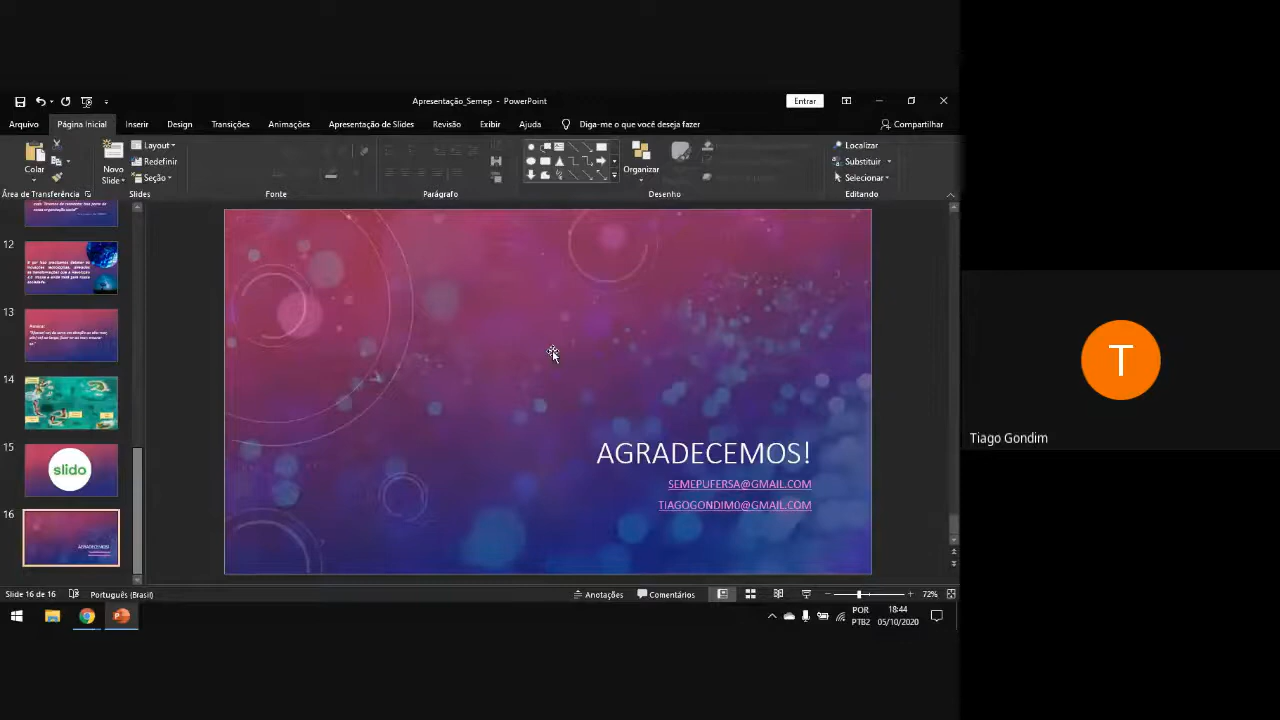 Apresentação_Semep - PowerPoint
Entrar
Arquivo
Página Inicial
Inserir
Design
Transições
Animações
Apresentação de Slides
Revisão
Exibir
Ajuda
Diga-me o que você deseja fazer
Compartilhar
Colar
Novo
Slide
Layout
Redefinir
Seção
Organizar
Localizar
Substituir
Selecionar
Área de Transferência
Slides
Fonte
Parágrafo
Desenho
Editando
12
13
14
15
slido
16
AGRADECEMOS!
SEMEPUFERSA@GMAIL.COM
TIAGOGONDIM0@GMAIL.COM
T
Tiago Gondim
Slide 16 de 16
Português (Brasil)
Anotações
Comentários
72%
POR
PTB2
18:44
05/10/2020